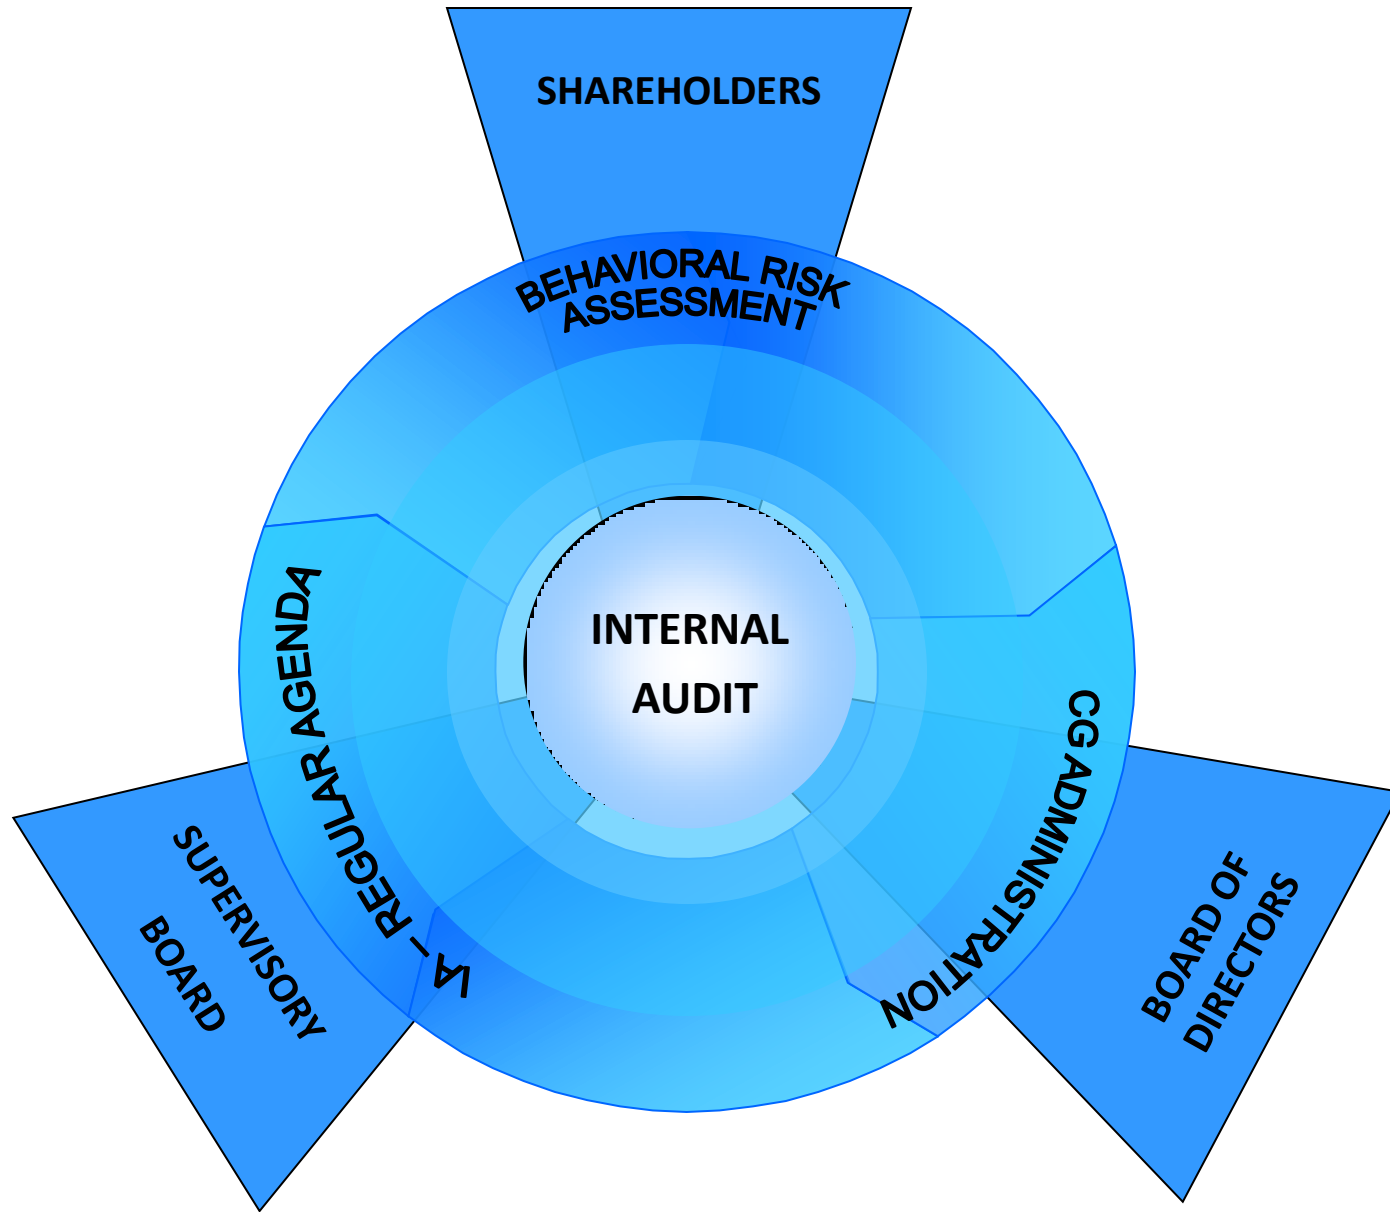 SHAREHOLDERS
BEHAVIORAL RISK
ASSESSMENT
INTERNAL
AUDIT
IA – REGULAR AGENDA
CG ADMINISTRATION
SUPERVISORY
BOARD
BOARD OF
DIRECTORS